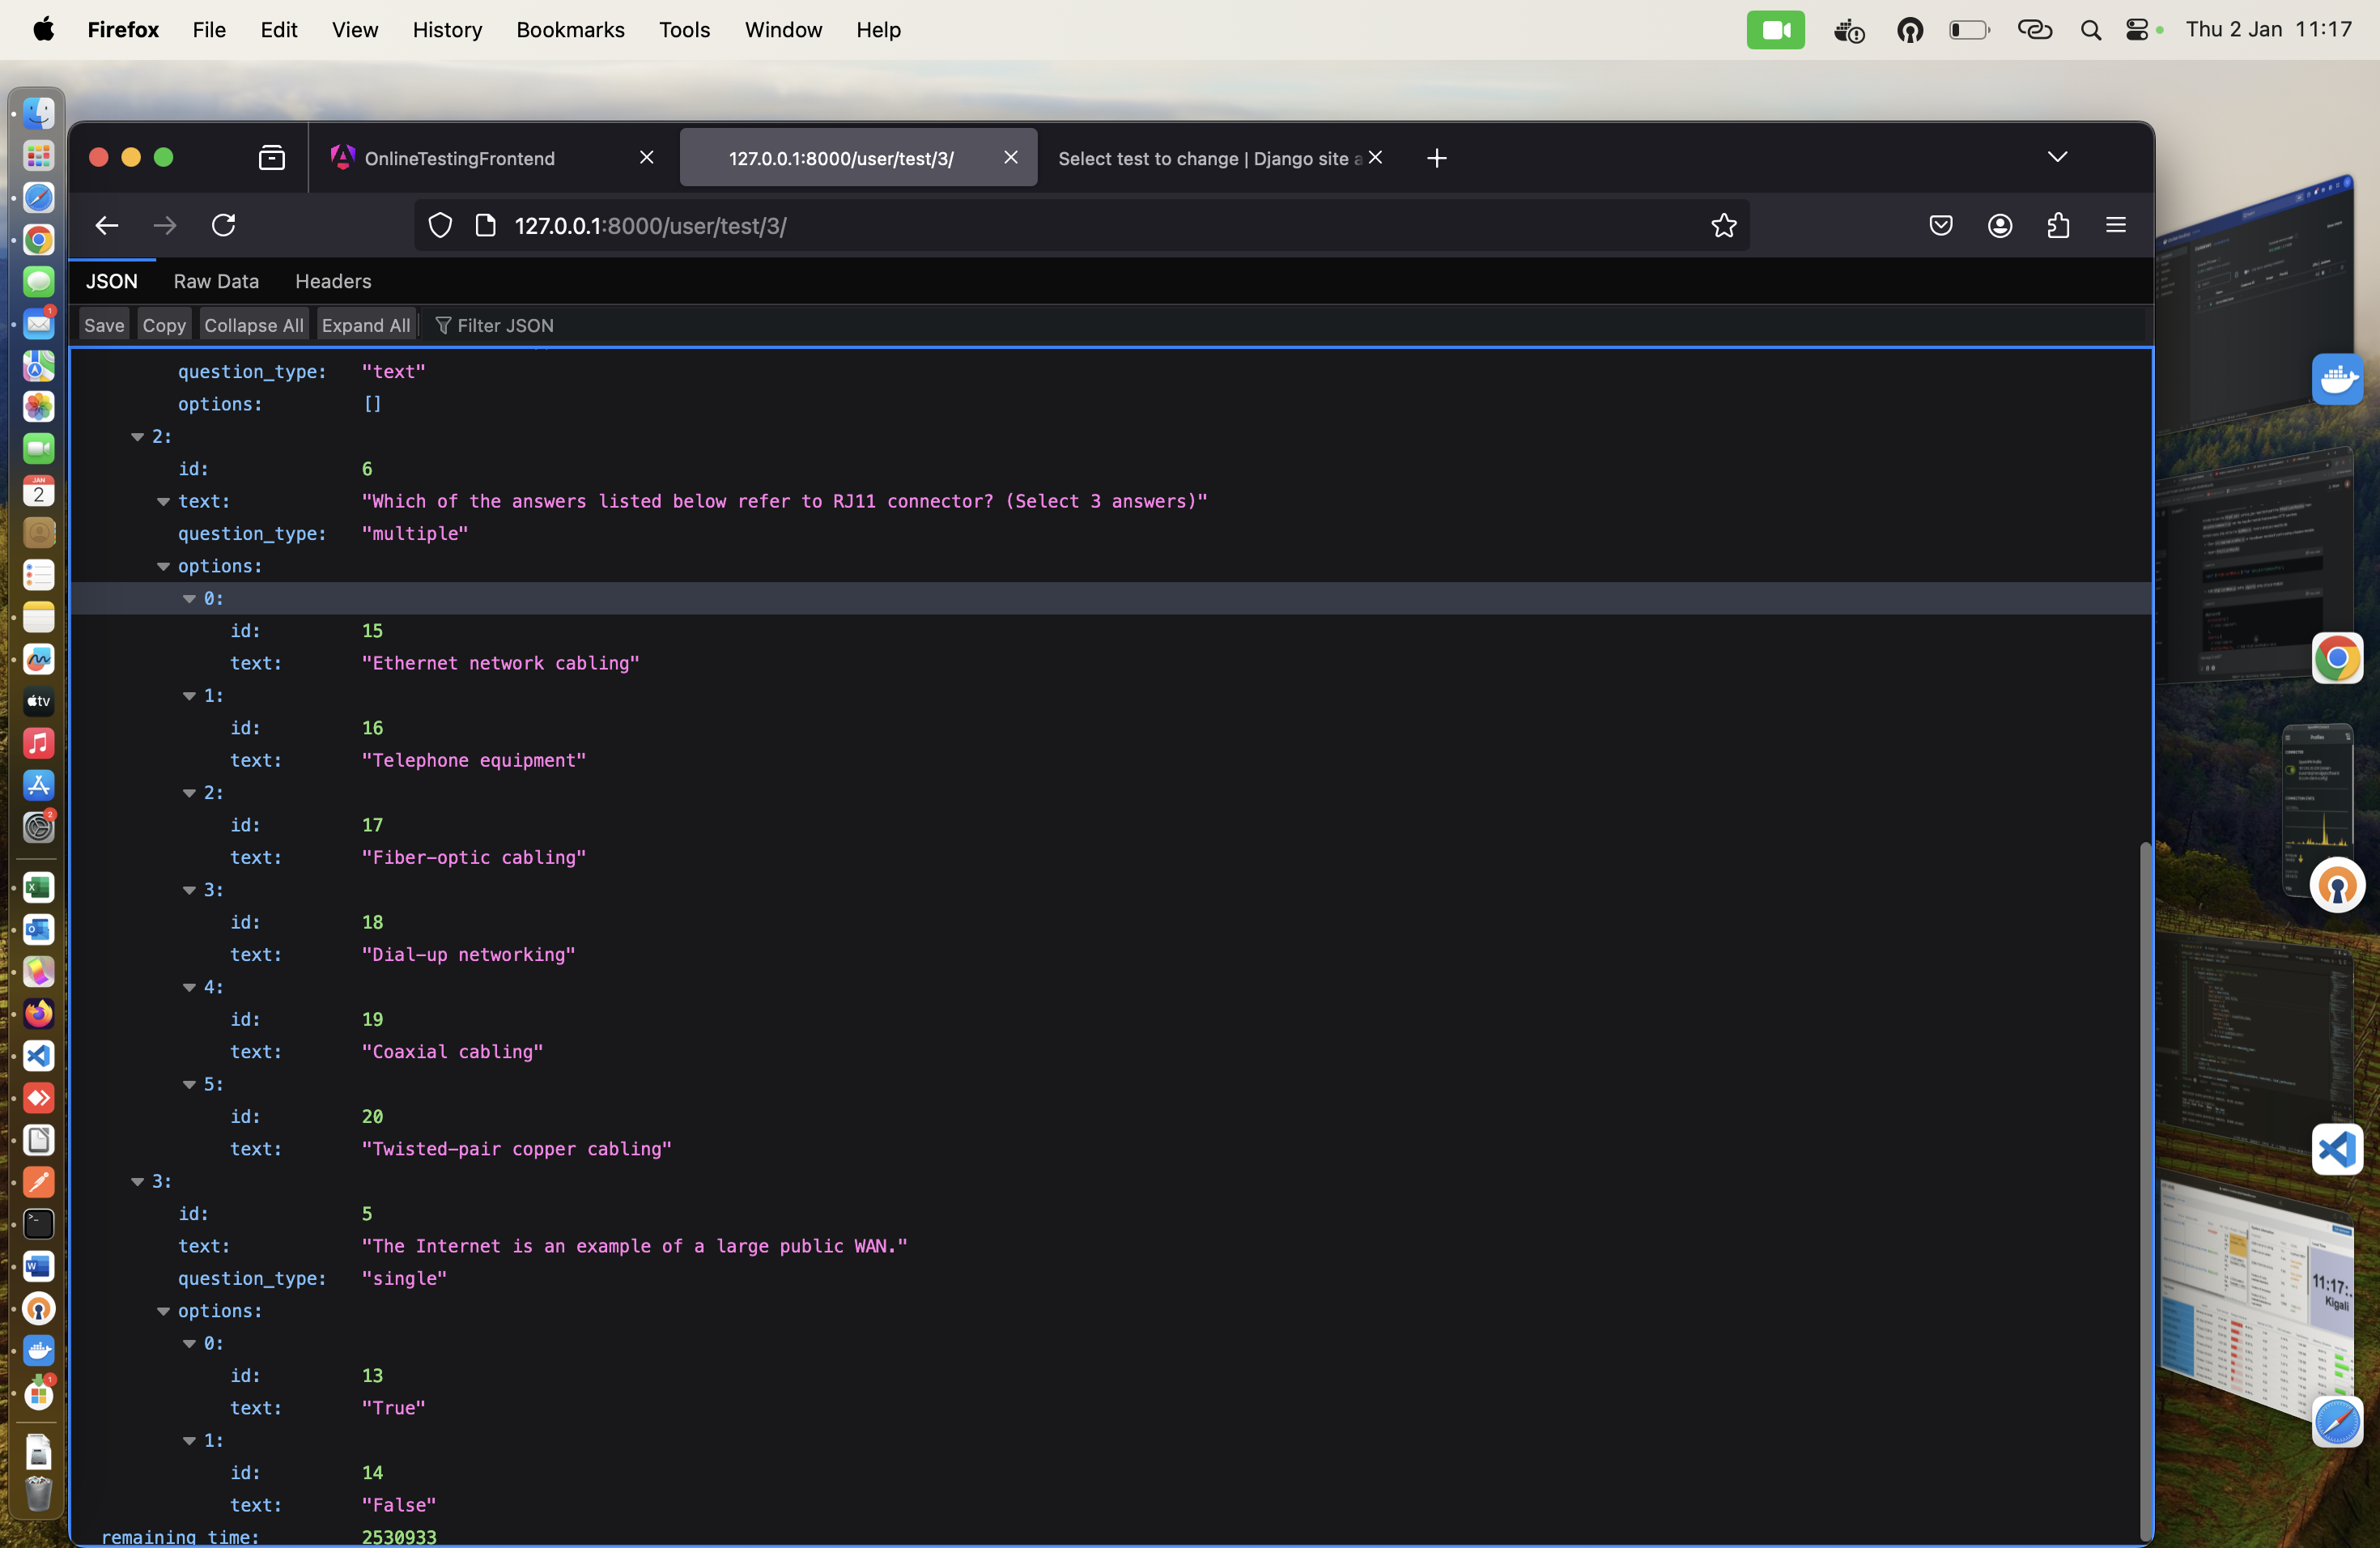 Firefox File Edit View History Bookmarks Tools Window Help
Thu 2 Jan 11:17
OnlineTestingFrontend
127.0.0.1:8000/user/test/3/
Select test to change | Django site a
127.0.0.1:8000/user/test/3/
JSON Raw Data Headers
Save Copy Collapse All Expand All Filter JSON
question_type: "text"
options: []
2:
id: 6
text: "Which of the answers listed below refer to RJ11 connector? (Select 3 answers)"
question_type: "multiple"
options:
0:
id: 15
text: "Ethernet network cabling"
1:
id: 16
text: "Telephone equipment"
2:
id: 17
text: "Fiber-optic cabling"
3:
id: 18
text: "Dial-up networking"
4:
id: 19
text: "Coaxial cabling"
5:
id: 20
text: "Twisted-pair copper cabling"
3:
id: 5
text: "The Internet is an example of a large public WAN."
question_type: "single"
options:
0:
id: 13
text: "True"
1:
id: 14
text: "False"
remaining_time: 2530933
JAN
2
tv
11:17:
Kigali
Profiles